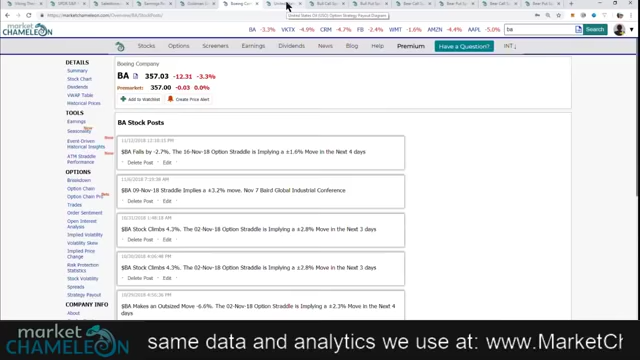 marketchameleon.com/Overview/BA/StockPosts/
United States Oil (USO) Option Strategy Payout Diagram
market
CHAMELEON
BA -3.3% VKTX -4.9% CRM -4.7% FB -2.4% WMT -1.6% AMZN -4.4% AAPL -5.0%
ba
Search
Stocks Options Screeners Reports Blog Help Premium Have a Question? INT
DETAILS
Summary
Stock Chart
Dividends
VWAP Table
Historical Prices
TOOLS
Earnings
Seasonality New
Event Driven Historical Insights New
ATM Straddle Performance New
OPTIONS
Breakdown
Option Chain
Option Chain Pro New
Trades
Order Sentiment
Open Interest Analysis
Implied Volatility
Volatility Skew
Implied Price Change
Risk Protection Statistics
Stock Volatility
Spreads
Strategy Payout
COMPANY INFO
About
Boeing Company
BA 357.03 -12.31 -3.3%
Premarket: 357.00 -0.03 0.0%
Add to Watchlist Create Price Alert
BA Stock Posts
$BA Falls by -2.7%. The 16-Nov-18 Option Straddle is Implying a ±1.6% Move in the Next 4 days
Delete Post · Edit
$BA 09-Nov-18 Straddle Implies a ±3.2% move. Nov 7 Baird Global Industrial Conference
Delete Post · Edit
$BA Stock Climbs 4.3%. The 02-Nov-18 Option Straddle is Implying a ±2.8% Move in the Next 3 days
Delete Post · Edit
$BA Stock Climbs 4.3%. The 02-Nov-18 Option Straddle is Implying a ±2.8% Move in the Next 3 days
Delete Post · Edit
$BA Makes an Outsized Move -6.6%. The 02-Nov-18 Option Straddle is Implying a ±2.3% Move in the Next 4
days
market
CHAMELEON
same data and analytics we use at: www.MarketCh